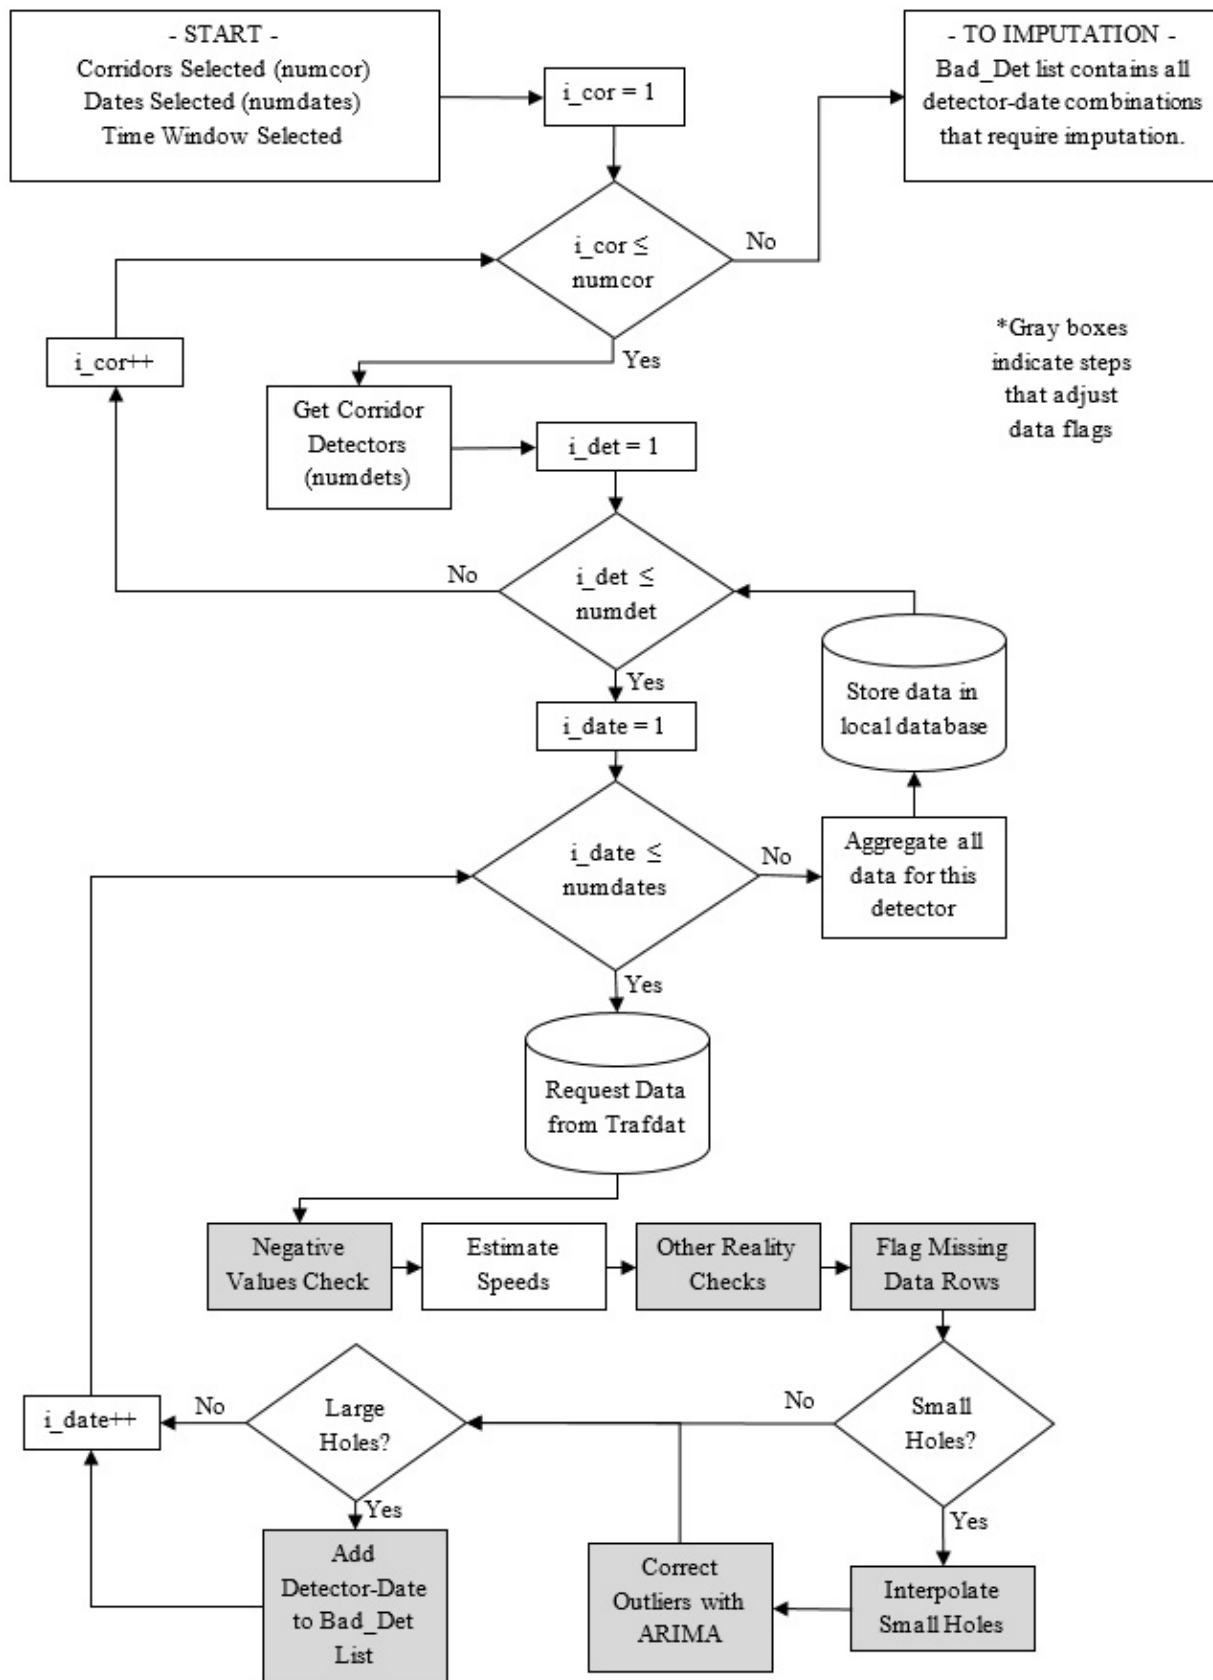 - START -
Corridors Selected (numcor)
Dates Selected (numdates)
Time Window Selected
i_cor = 1
- TO IMPUTATION -
Bad_Det list contains all
detector-date combinations
that require imputation.
i_cor ≤
numcor
No
Yes
i_cor++
*Gray boxes
indicate steps
that adjust
data flags
Get Corridor
Detectors
(numdets)
i_det = 1
i_det ≤
numdet
No
Yes
Store data in
local database
i_date = 1
i_date ≤
numdates
No
Aggregate all
data for this
detector
Yes
Request Data
from Trafdat
Negative
Values Check
Estimate
Speeds
Other Reality
Checks
Flag Missing
Data Rows
Small
Holes?
No
Large
Holes?
No
i_date++
Yes
Yes
Add
Detector-Date
to Bad_Det
List
Correct
Outliers with
ARIMA
Interpolate
Small Holes